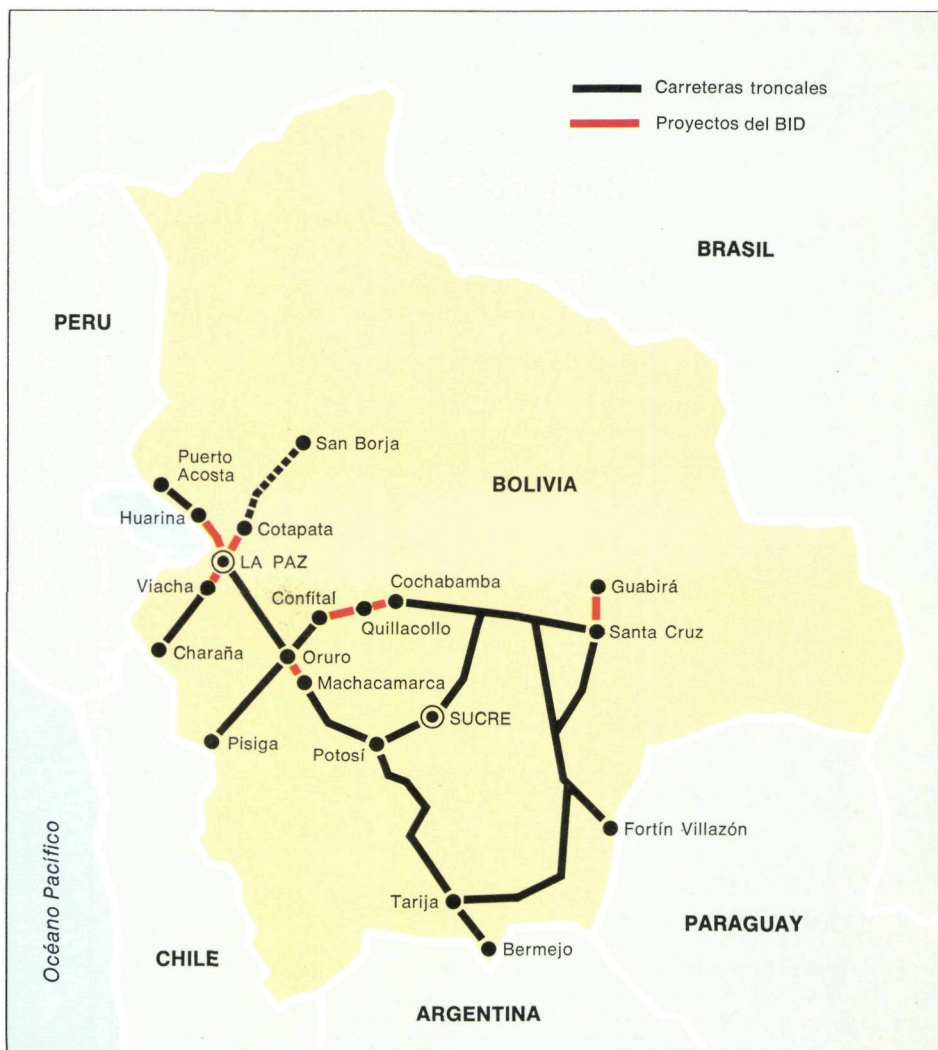 Carreteras troncales
Proyectos del BID
BRASIL
PERU
San Borja
Puerto
Acosta
BOLIVIA
Huarina
Cotapata
LA PAZ
Viacha
Cochabamba
Guabirá
Confital
Quillacollo
Santa Cruz
Charaña
Oruro
Machacamarca
SUCRE
Pisiga
Potosí
Fortín Villazón
Océano Pacífico
Tarija
PARAGUAY
Bermejo
CHILE
ARGENTINA